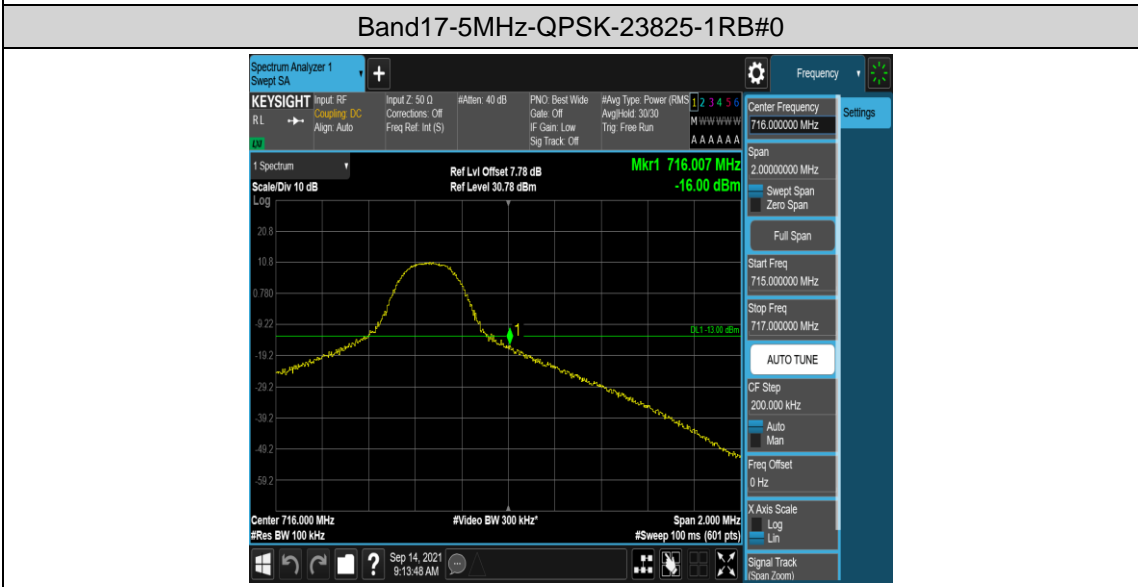 Band17-5MHz-QPSK-23825-1RB#0
Spectrum Analyzer 1
Swept SA
+
Frequency
KEYSIGHT
RL
LXI
Input: RF
Coupling: DC
Align: Auto
Input Z: 50 Ω
Corrections: Off
Freq Ref: Int (S)
#Atten: 40 dB
PNO: Best Wide
Gate: Off
IF Gain: Low
Sig Track: Off
#Avg Type: Power (RMS
Avg|Hold: 30/30
Trig: Free Run
1 2 3 4 5 6
M W W W W W
A A A A A A
Center Frequency
716.000000 MHz
Settings
Span
2.00000000 MHz
Swept Span
Zero Span
Full Span
Start Freq
715.000000 MHz
Stop Freq
717.000000 MHz
AUTO TUNE
CF Step
200.000 kHz
Auto
Man
Freq Offset
0 Hz
X Axis Scale
Log
Lin
Signal Track
(Span Zoom)
1 Spectrum
Scale/Div 10 dB
Log
Ref Lvl Offset 7.78 dB
Ref Level 30.78 dBm
Mkr1 716.007 MHz
-16.00 dBm
20.8
10.8
0.780
-9.22
1
DL1 -13.00 dBm
-19.2
-29.2
-39.2
-49.2
-59.2
Center 716.000 MHz
#Video BW 300 kHz*
Span 2.000 MHz
#Res BW 100 kHz
#Sweep 100 ms (601 pts)
?
Sep 14, 2021
9:13:48 AM